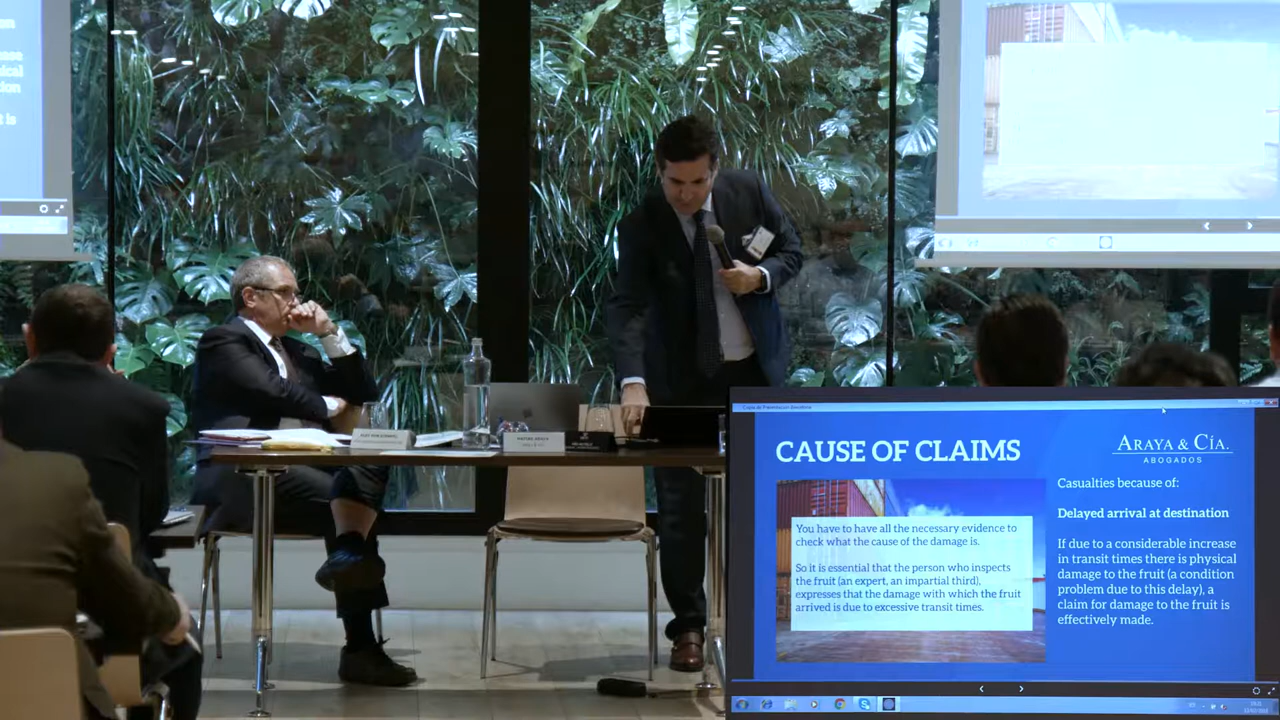 CAUSE OF CLAIMS
ARAYA & CÍA.
ABOGADOS
You have to have all the necessary evidence to
check what the cause of the damage is.
So it is essential that the person who inspects
the fruit (an expert, an impartial third),
expresses that the damage with which the fruit
arrived is due to excessive transit times.
Casualties because of:
Delayed arrival at destination
If due to a considerable increase
in transit times there is physical
damage to the fruit (a condition
problem due to this delay), a
claim for damage to the fruit is
effectively made.